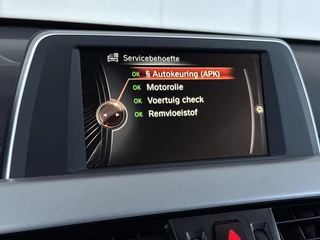 Servicebehoefte
OK § Autokeuring (APK)
OK Motorolie
OK Voertuig check
OK Remvloeistof